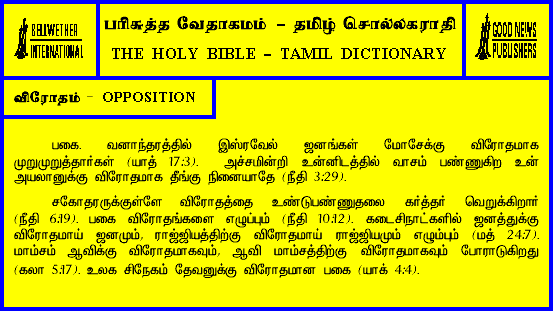 BELLWETHER
INTERNATIONAL
பரிசுத்த வேதாகமம் - தமிழ் சொல்லகராதி
THE HOLY BIBLE - TAMIL DICTIONARY
GOOD NEWS
PUBLISHERS
விரோதம் - OPPOSITION
பகை. வனாந்தரத்தில் இஸ்ரவேல் ஜனங்கள் மோசேக்கு விரோதமாக
முறுமுறுத்தார்கள் (யாத் 17:3). அச்சமின்றி உன்னிடத்தில் வாசம் பண்ணுகிற உன்
அயலானுக்கு விரோதமாக தீங்கு நினையாதே (நீதி 3:29).
சகோதரருக்குள்ளே விரோதத்தை உண்டுபண்ணுதலை கர்த்தர் வெறுக்கிறார்
(நீதி 6:19). பகை விரோதங்களை எழுப்பும் (நீதி 10:12). கடைசிநாட்களில் ஜனத்துக்கு
விரோதமாய் ஜனமும், ராஜ்ஜியத்திற்கு விரோதமாய் ராஜ்ஜியமும் எழும்பும் (மத் 24:7).
மாம்சம் ஆவிக்கு விரோதமாகவும், ஆவி மாம்சத்திற்கு விரோதமாகவும் போராடுகிறது
(கலா 5:17). உலக சிநேகம் தேவனுக்கு விரோதமான பகை (யாக் 4:4).